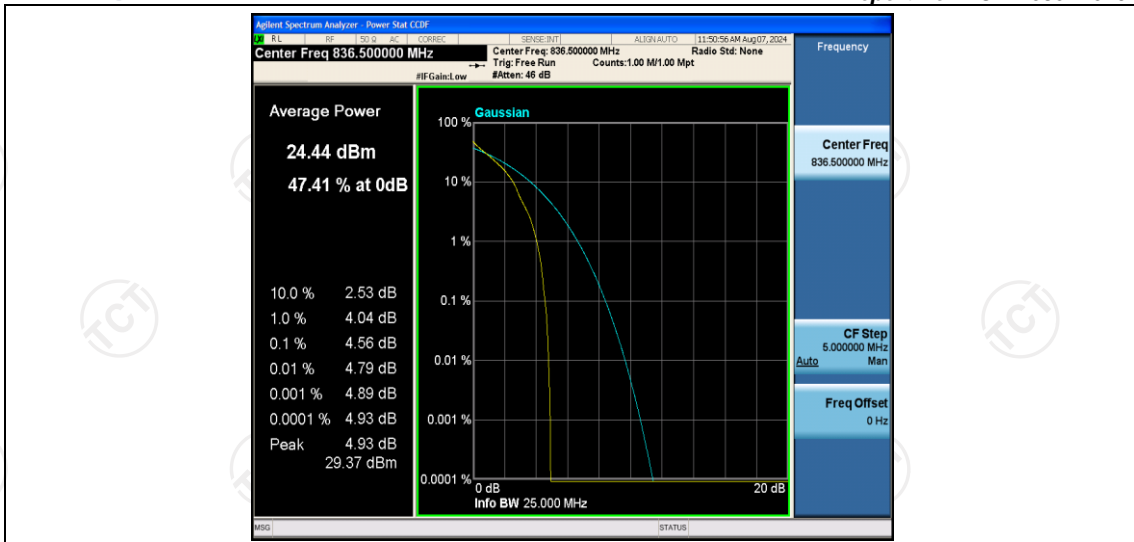 Agilent Spectrum Analyzer - Power Stat CCDF
RL RF 50 Ω AC CORREC SENSE:INT ALIGN AUTO 11:50:56 AM Aug 07, 2024
Center Freq 836.500000 MHz
Center Freq: 836.500000 MHz Radio Std: None
Trig: Free Run Counts:1.00 M/1.00 Mpt
#IFGain:Low #Atten: 46 dB
Frequency
Average Power
24.44 dBm
47.41 % at 0dB
10.0 % 2.53 dB
1.0 % 4.04 dB
0.1 % 4.56 dB
0.01 % 4.79 dB
0.001 % 4.89 dB
0.0001 % 4.93 dB
Peak 4.93 dB
29.37 dBm
Gaussian
100 %
10 %
1 %
0.1 %
0.01 %
0.001 %
0.0001 %
0 dB 20 dB
Info BW 25.000 MHz
Center Freq
836.500000 MHz
CF Step
5.000000 MHz
Auto Man
Freq Offset
0 Hz
MSG STATUS
TCT
TCT